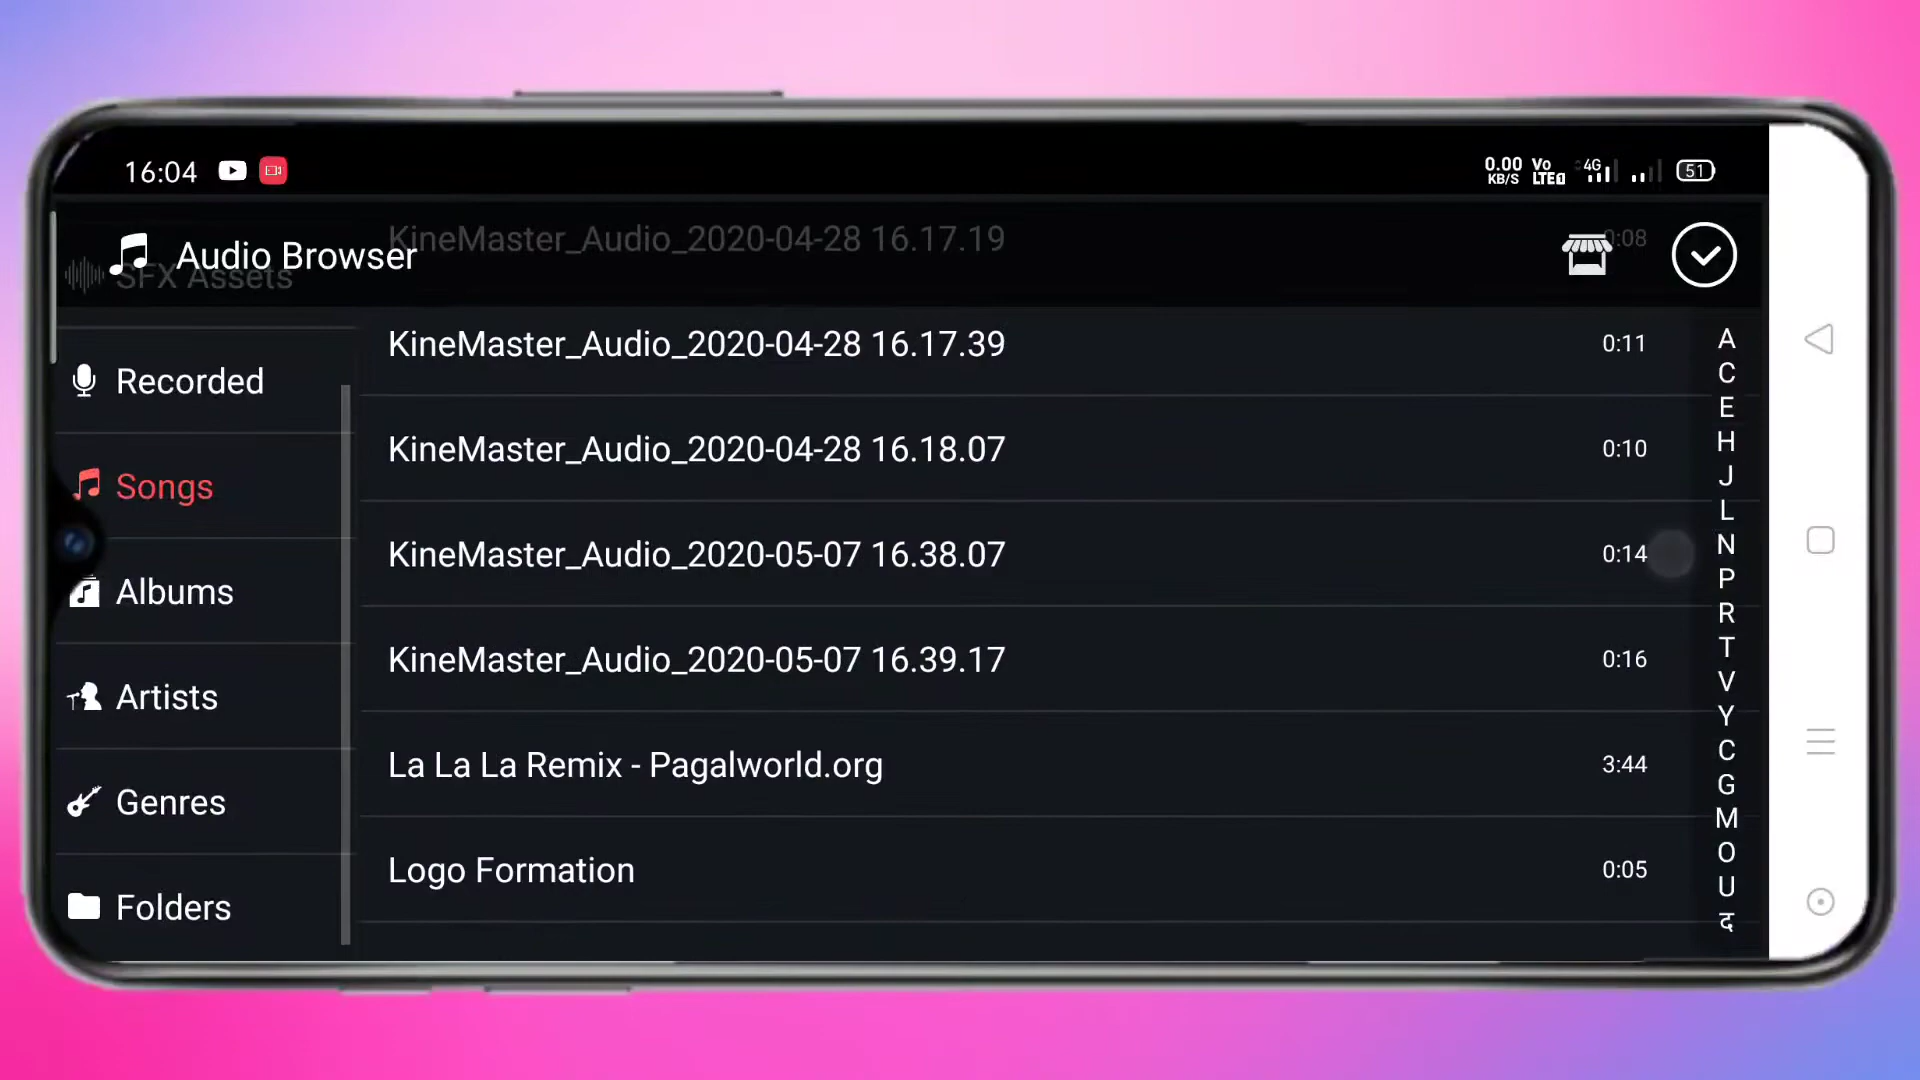 16:04
0.00 KB/S Vo LTE 4G 51
KineMaster_Audio_2020-04-28 16.17.19 0:08
Audio Browser
SFX Assets
KineMaster_Audio_2020-04-28 16.17.39 0:11
Recorded
KineMaster_Audio_2020-04-28 16.18.07 0:10
Songs
KineMaster_Audio_2020-05-07 16.38.07 0:14
Albums
KineMaster_Audio_2020-05-07 16.39.17 0:16
Artists
La La La Remix - Pagalworld.org 3:44
Genres
Logo Formation 0:05
Folders
A
C
E
H
J
L
N
P
R
T
V
Y
C
G
M
O
U
द